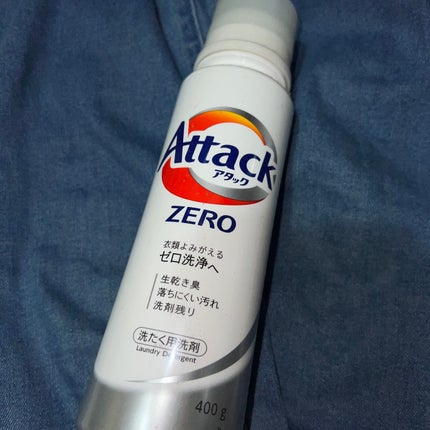 Attack
アタック
ZERO
衣類よみがえる
ゼロ洗浄へ
生乾き臭
落ちにくい汚れ
洗剤残り
洗たく用洗剤
Laundry Detergent
400g